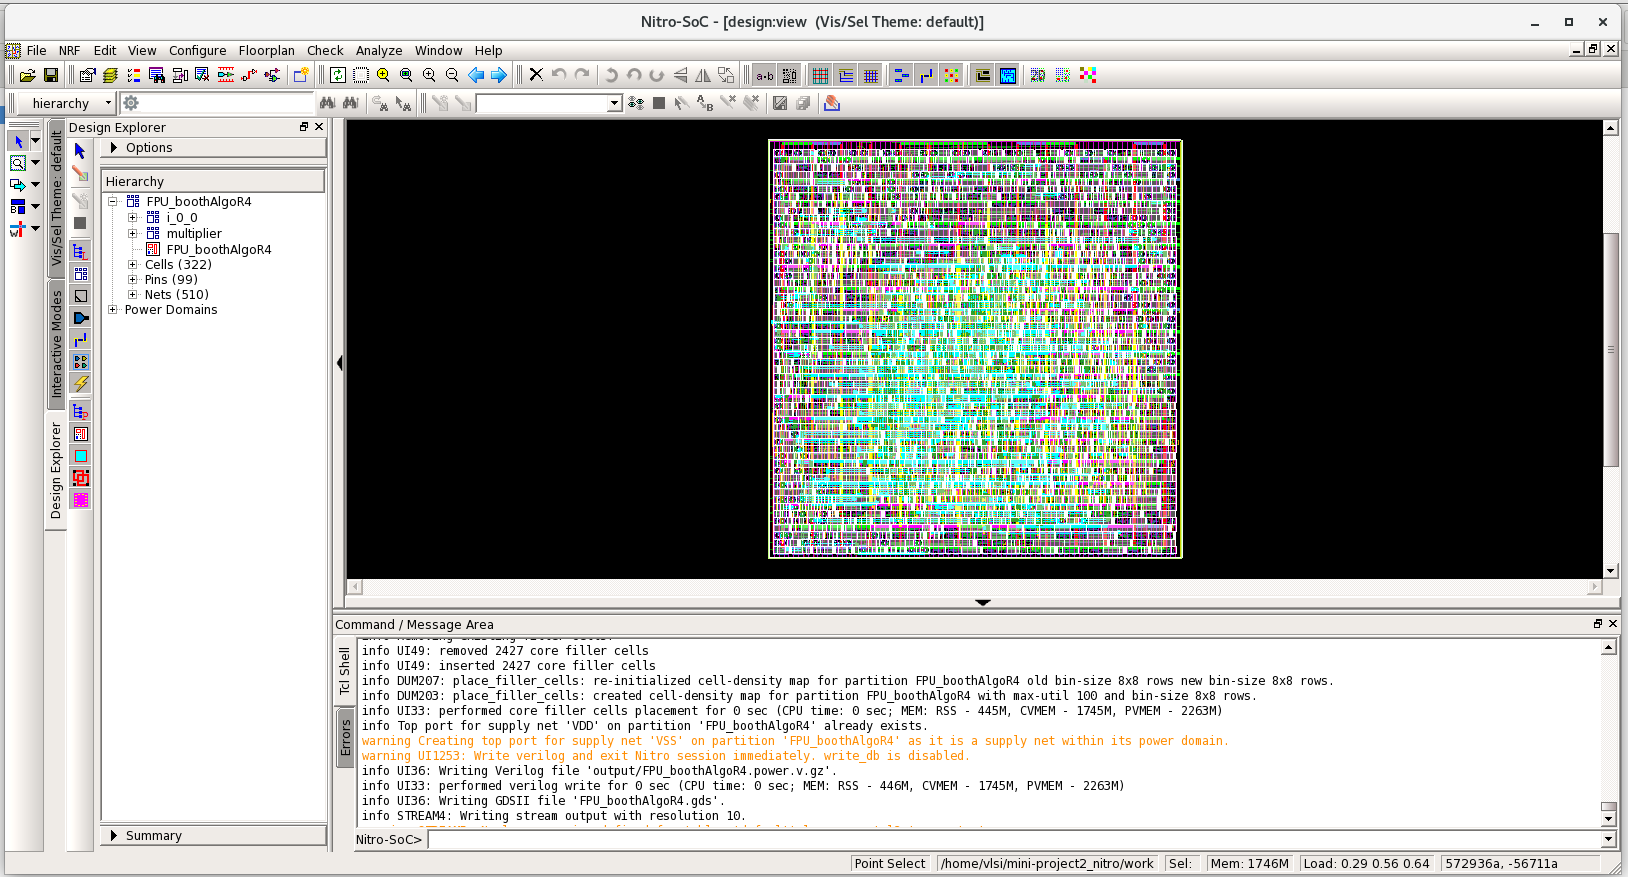 Nitro-SoC - [design:view (Vis/Sel Theme: default)]
File NRF Edit View Configure Floorplan Check Analyze Window Help
hierarchy
Vis/Sel Theme: default
Interactive Modes
Design Explorer
Design Explorer
Options
Hierarchy
FPU_boothAlgoR4
i_0_0
multiplier
FPU_boothAlgoR4
Cells (322)
Pins (99)
Nets (510)
Power Domains
Summary
Command / Message Area
Tcl Shell
Errors
info UI49: removed 2427 core filler cells
info UI49: inserted 2427 core filler cells
info DUM207: place_filler_cells: re-initialized cell-density map for partition FPU_boothAlgoR4 old bin-size 8x8 rows new bin-size 8x8 rows.
info DUM203: place_filler_cells: created cell-density map for partition FPU_boothAlgoR4 with max-util 100 and bin-size 8x8 rows.
info UI33: performed core filler cells placement for 0 sec (CPU time: 0 sec; MEM: RSS - 445M, CVMEM - 1745M, PVMEM - 2263M)
info Top port for supply net 'VDD' on partition 'FPU_boothAlgoR4' already exists.
warning Creating top port for supply net 'VSS' on partition 'FPU_boothAlgoR4' as it is a supply net within its power domain.
warning UI1253: Write verilog and exit Nitro session immediately. write_db is disabled.
info UI36: Writing Verilog file 'output/FPU_boothAlgoR4.power.v.gz'.
info UI33: performed verilog write for 0 sec (CPU time: 0 sec; MEM: RSS - 446M, CVMEM - 1745M, PVMEM - 2263M)
info UI36: Writing GDSII file 'FPU_boothAlgoR4.gds'.
info STREAM4: Writing stream output with resolution 10.
Nitro-SoC>
Point Select /home/vlsi/mini-project2_nitro/work Sel: Mem: 1746M Load: 0.29 0.56 0.64 572936a, -56711a